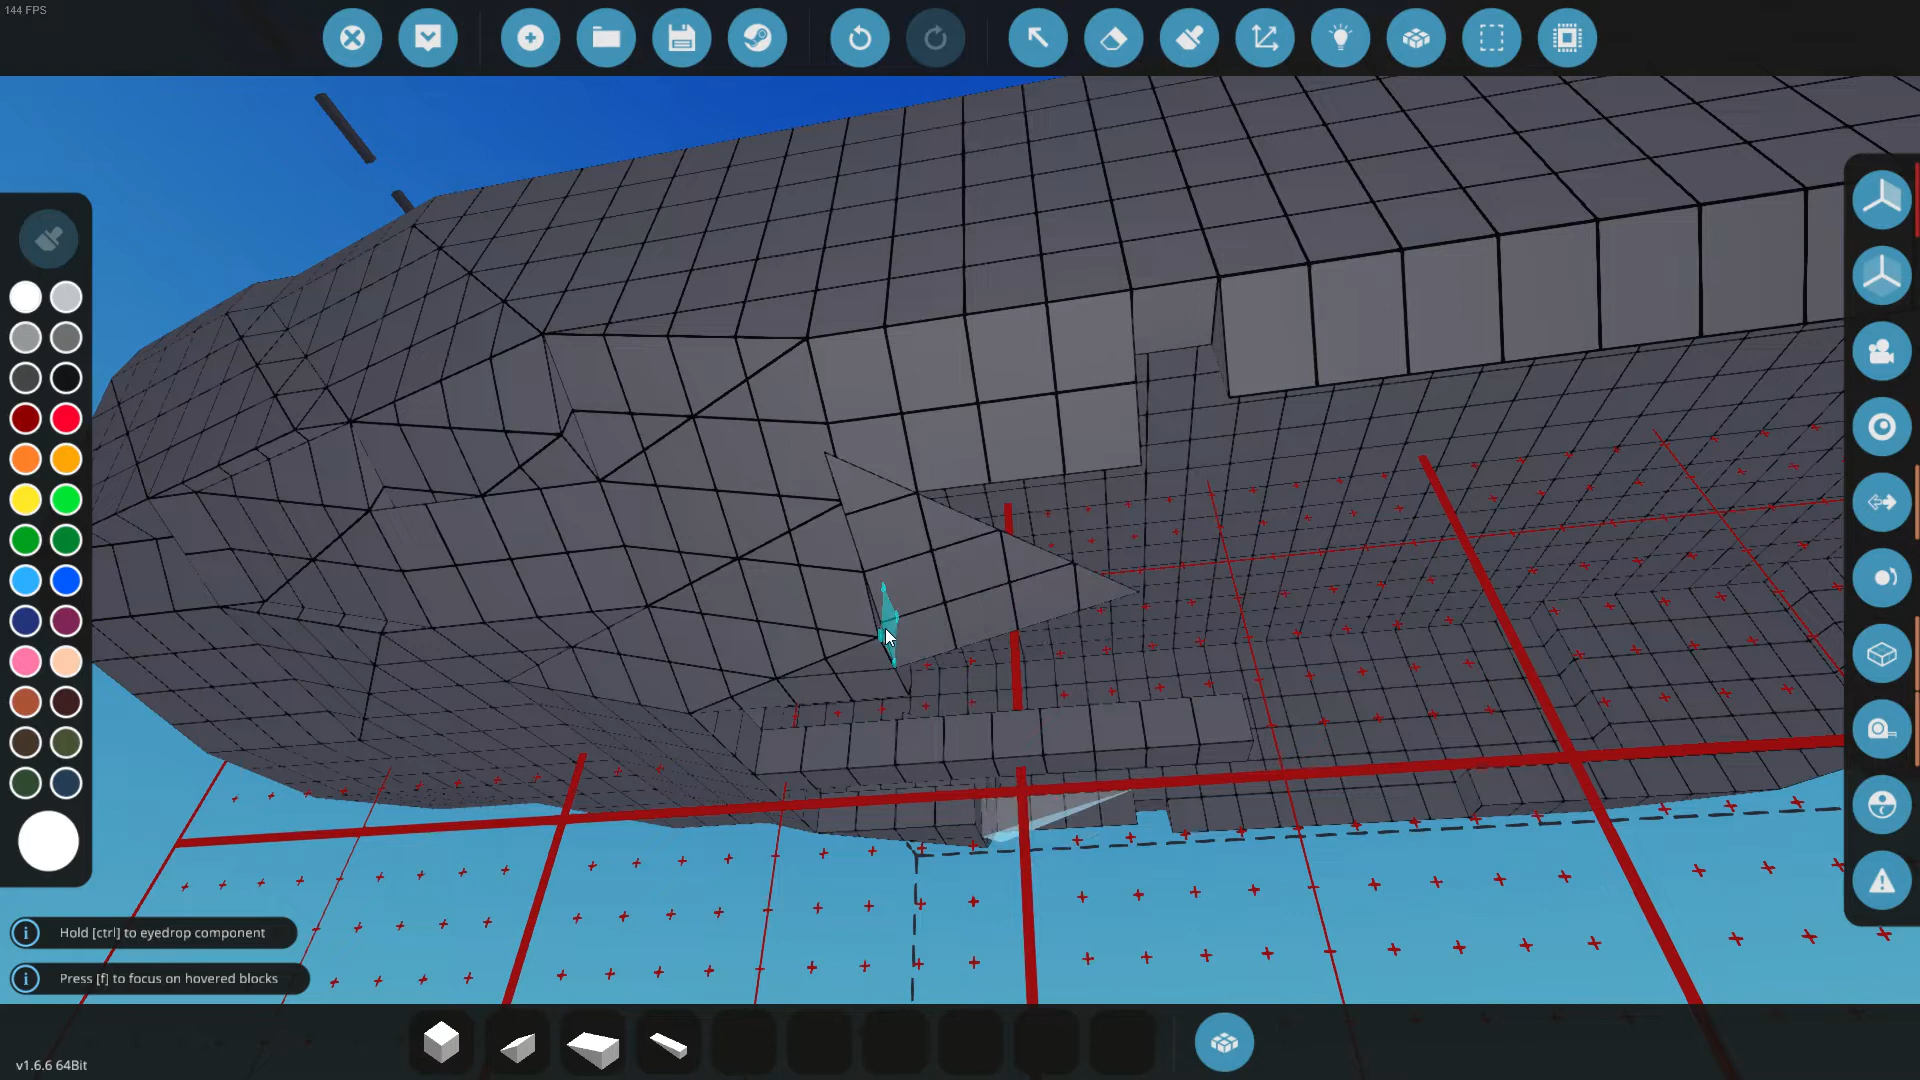 144 FPS
Hold [ctrl] to eyedrop component
Press [f] to focus on hovered blocks
v1.6.6 64Bit